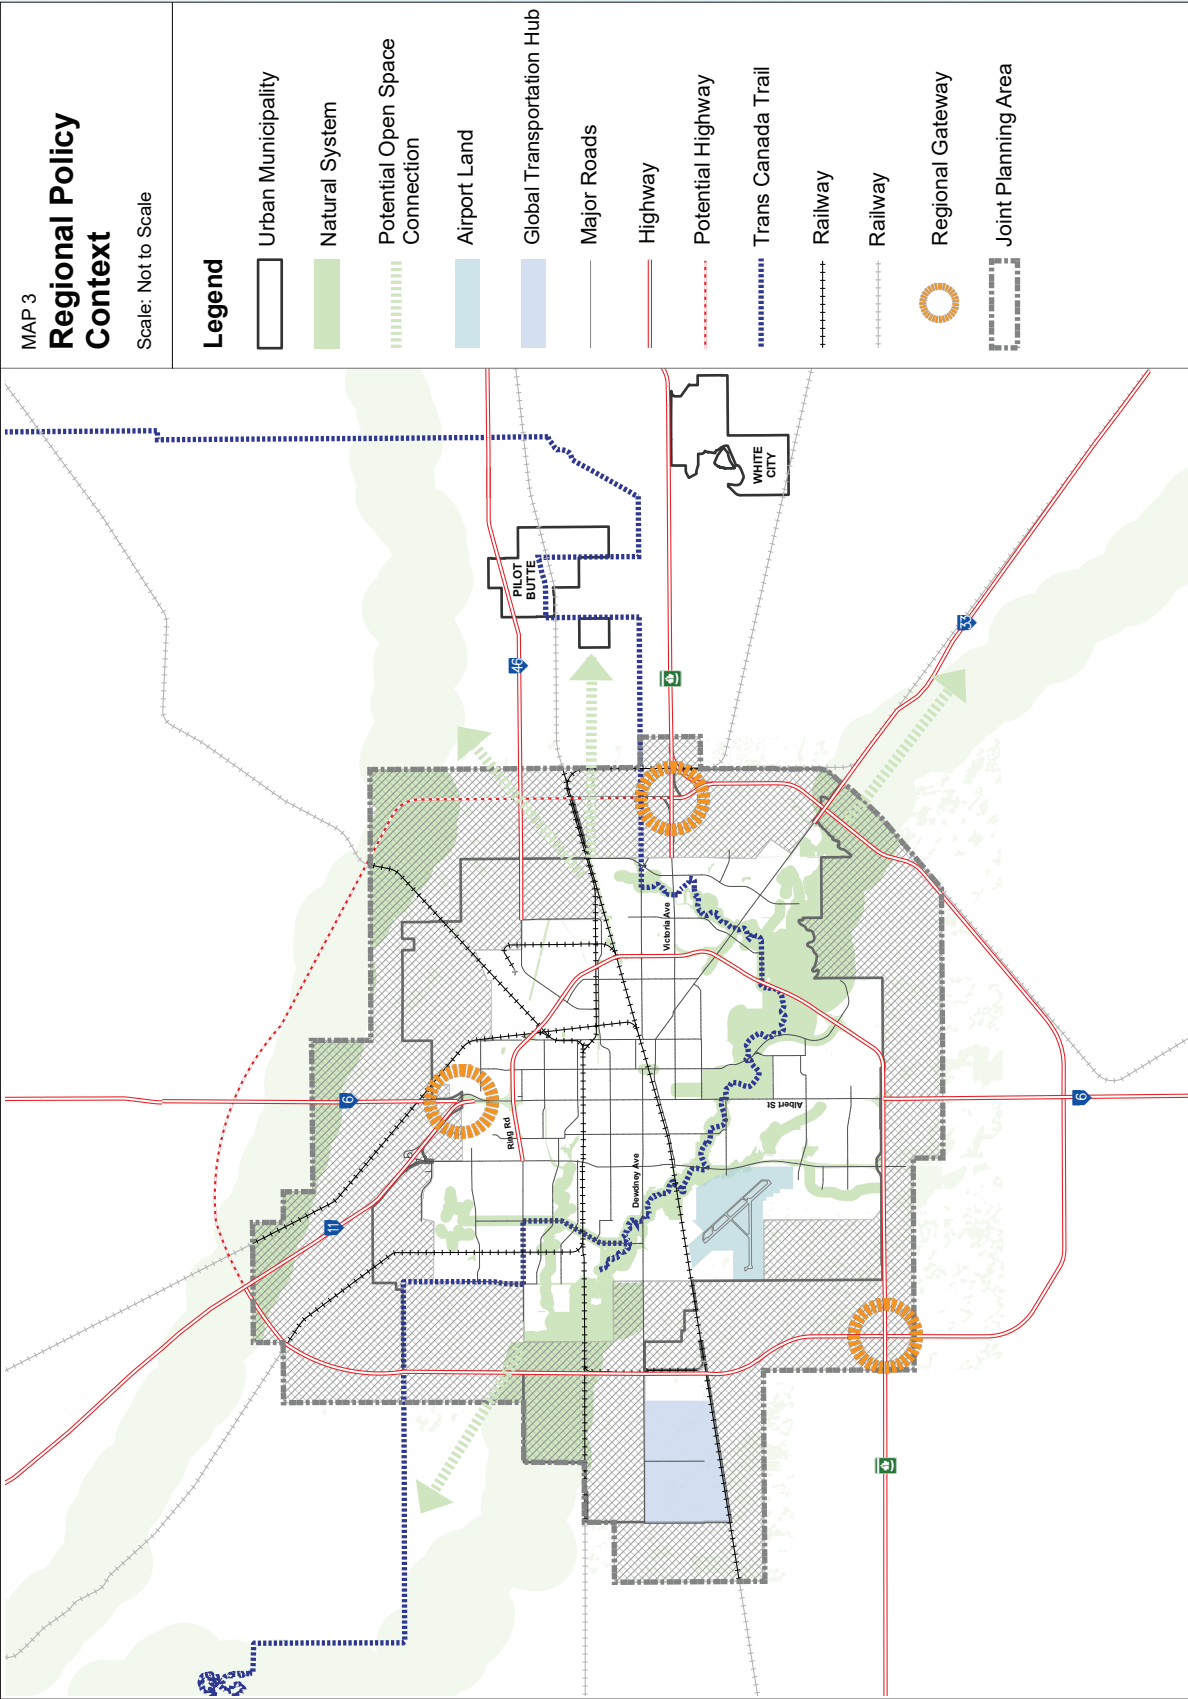 MAP 3
Regional Policy
Context
Scale: Not to Scale
Legend
Urban Municipality
Natural System
Potential Open Space
Connection
Airport Land
Global Transportation Hub
Major Roads
Highway
Potential Highway
Trans Canada Trail
Railway
Railway
Regional Gateway
Joint Planning Area
WHITE
CITY
PILOT
BUTTE
46
33
6
11
6
Victoria Ave
Ring Rd
Albert St
Dewdney Ave